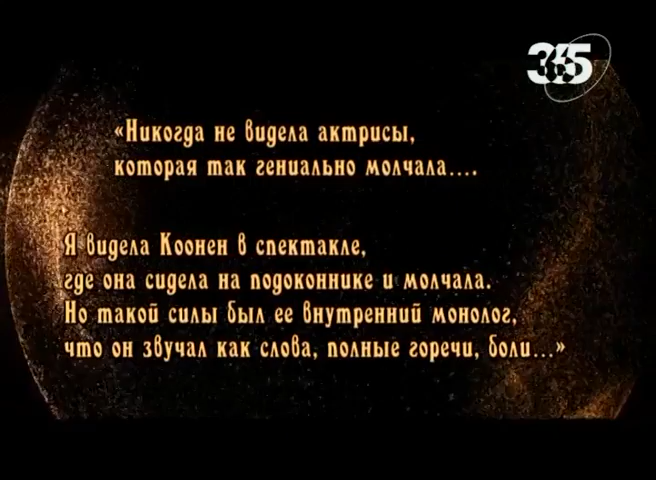 365
«Никогда не видела актрисы,
которая так гениально молчала....
Я видела Коонен в спектакле,
где она сидела на подоконнике и молчала.
Но такой силы был ее внутренний монолог,
что он звучал как слова, полные горечи, боли...»